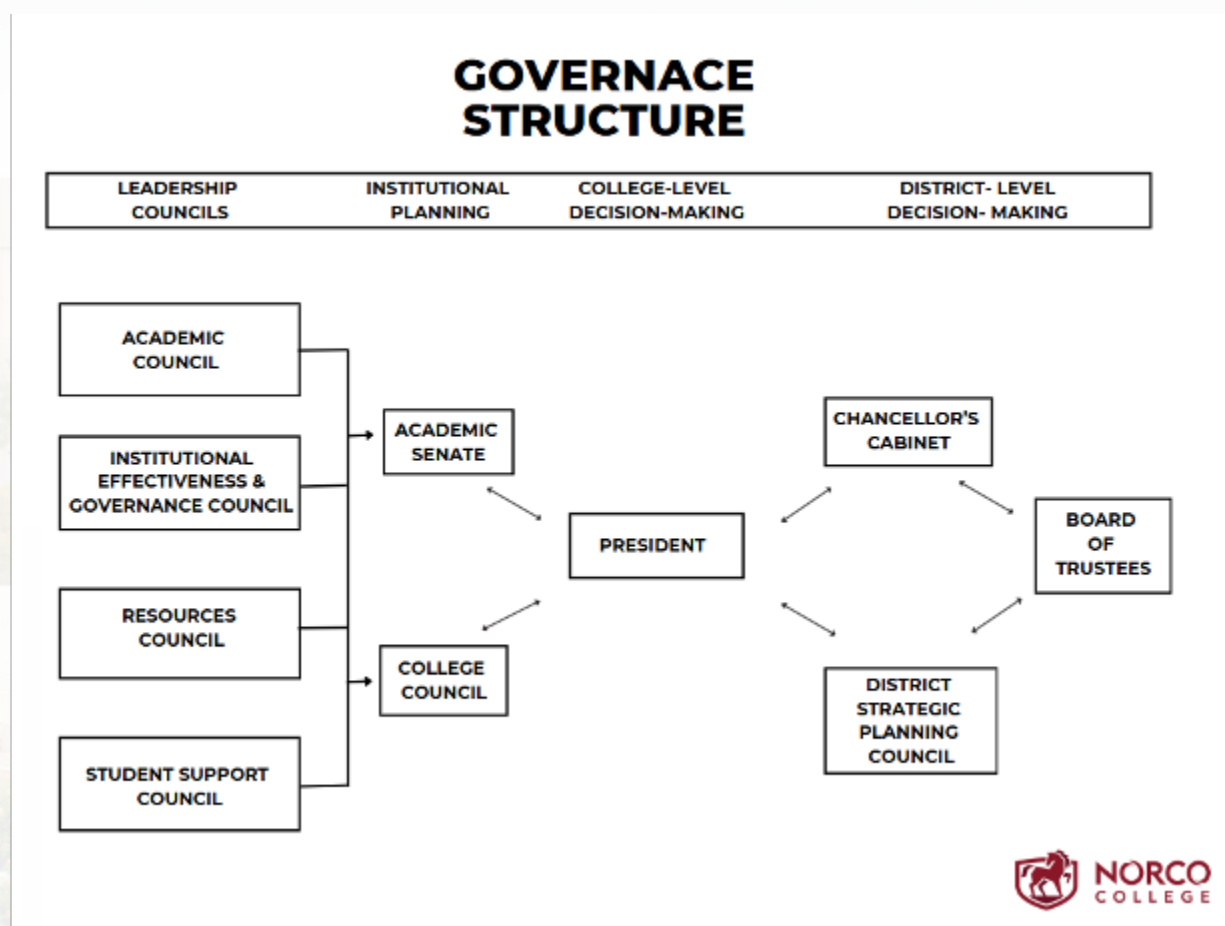 GOVERNACE
STRUCTURE
LEADERSHIP
COUNCILS
INSTITUTIONAL
PLANNING
COLLEGE-LEVEL
DECISION-MAKING
DISTRICT- LEVEL
DECISION- MAKING
ACADEMIC
COUNCIL
INSTITUTIONAL
EFFECTIVENESS &
GOVERNANCE COUNCIL
RESOURCES
COUNCIL
STUDENT SUPPORT
COUNCIL
ACADEMIC
SENATE
COLLEGE
COUNCIL
PRESIDENT
CHANCELLOR'S
CABINET
BOARD
OF
TRUSTEES
DISTRICT
STRATEGIC
PLANNING
COUNCIL
NORCO
COLLEGE